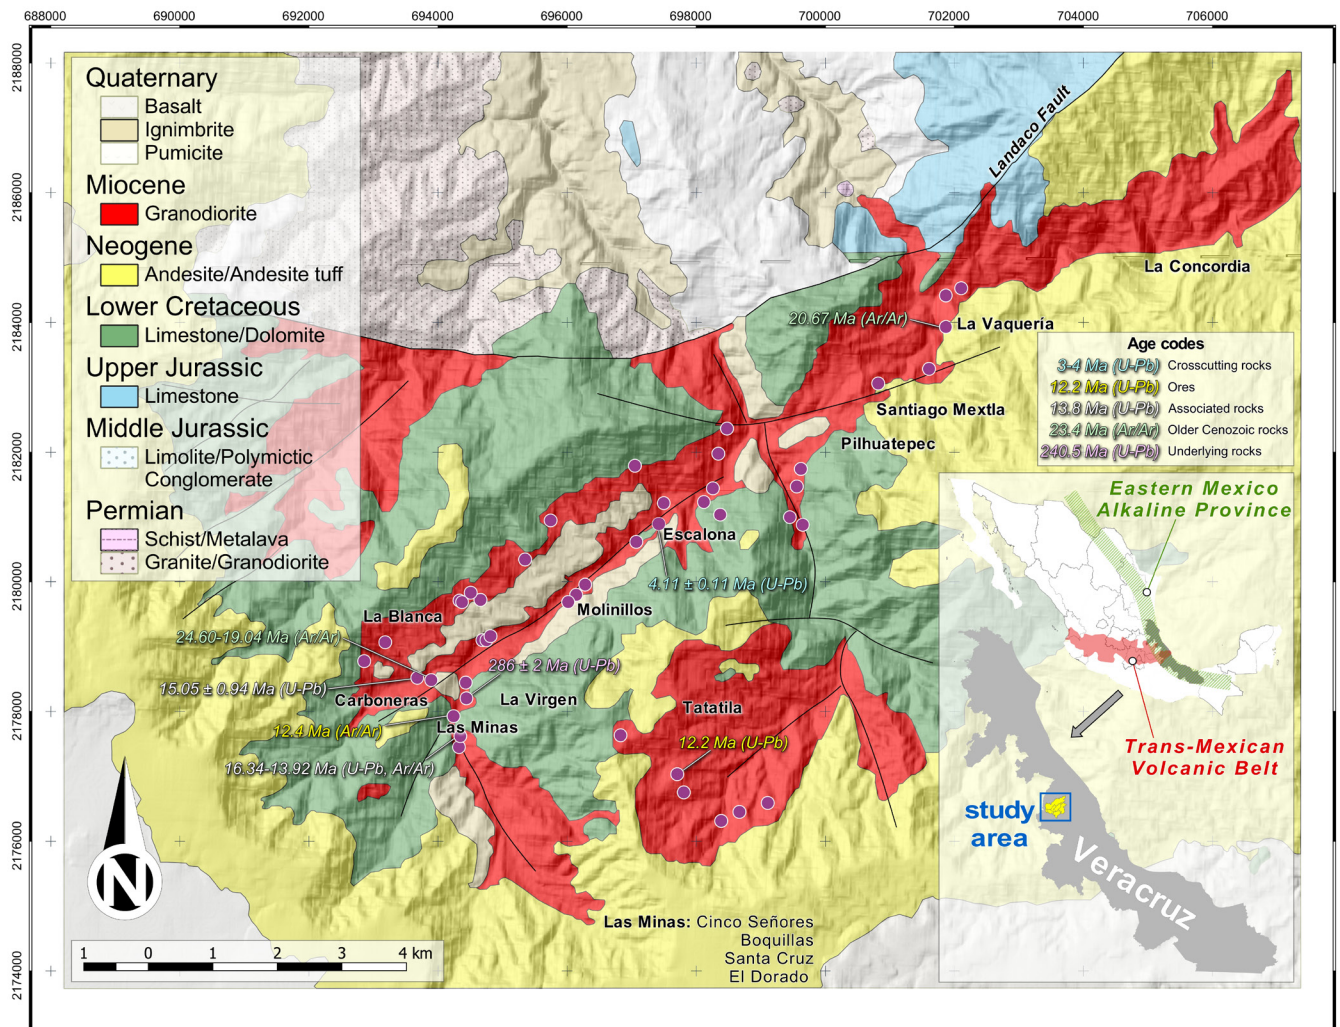 688000 690000 692000 694000 696000 698000 700000 702000 704000 706000
2188000
2186000
2184000
2182000
2180000
2178000
2176000
2174000
Quaternary
Basalt
Ignimbrite
Pumicite
Miocene
Granodiorite
Neogene
Andesite/Andesite tuff
Lower Cretaceous
Limestone/Dolomite
Upper Jurassic
Limestone
Middle Jurassic
Limolite/Polymictic
Conglomerate
Permian
Schist/Metalava
Granite/Granodiorite
Landaco Fault
La Concordia
20.67 Ma (Ar/Ar)
La Vaquería
Santiago Mextla
Pilhuatepec
Escalona
4.11 ± 0.11 Ma (U-Pb)
Molinillos
La Blanca
24.60-19.04 Ma (Ar/Ar)
286 ± 2 Ma (U-Pb)
15.05 ± 0.94 Ma (U-Pb)
Carboneras
La Virgen
Tatatila
12.4 Ma (Ar/Ar)
Las Minas
12.2 Ma (U-Pb)
16.34-13.92 Ma (U-Pb, Ar/Ar)
Las Minas: Cinco Señores
Boquillas
Santa Cruz
El Dorado
Age codes
3-4 Ma (U-Pb) Crosscutting rocks
12.2 Ma (U-Pb) Ores
13.8 Ma (U-Pb) Associated rocks
23.4 Ma (Ar/Ar) Older Cenozoic rocks
240.5 Ma (U-Pb) Underlying rocks
Eastern Mexico
Alkaline Province
Trans-Mexican
Volcanic Belt
study
area
Veracruz
N
1 0 1 2 3 4 km